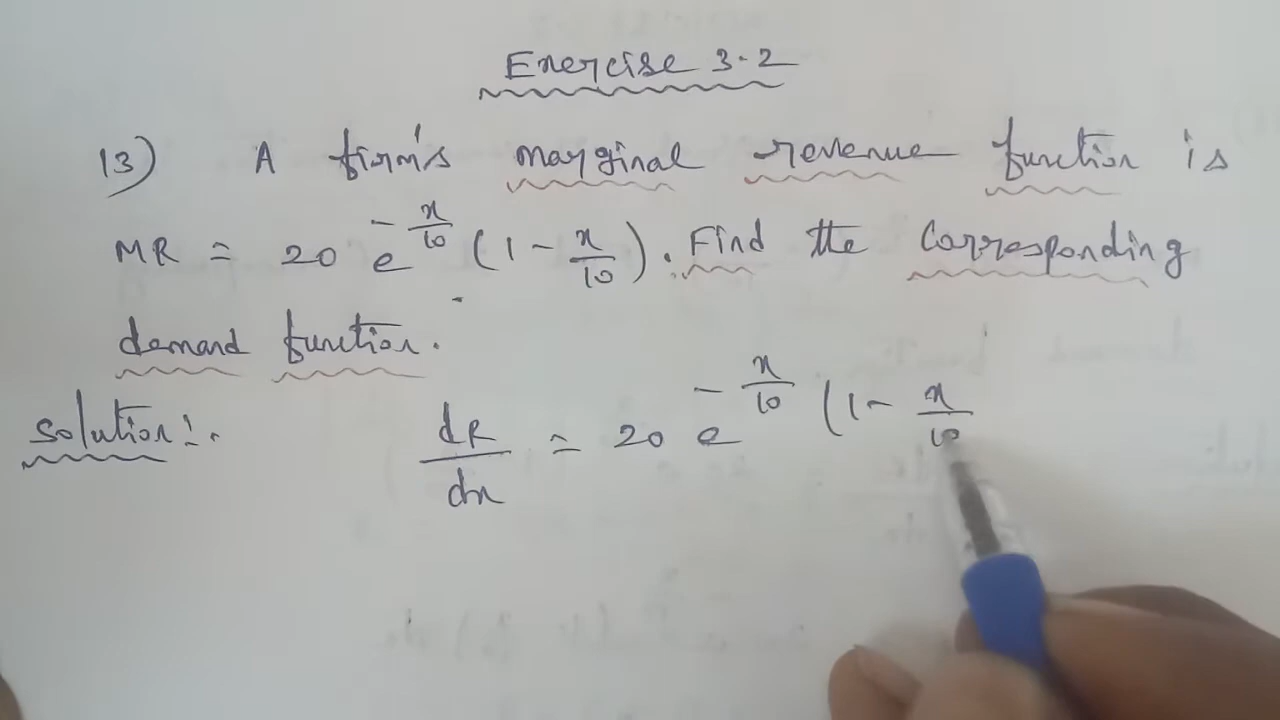 Exercise 3.2
13) A firm's marginal revenue function is
MR = 20 e^{-x/10} (1 - x/10). Find the corresponding
demand function.
Solution:. dR/dx = 20 e^{-x/10} (1 - x/10